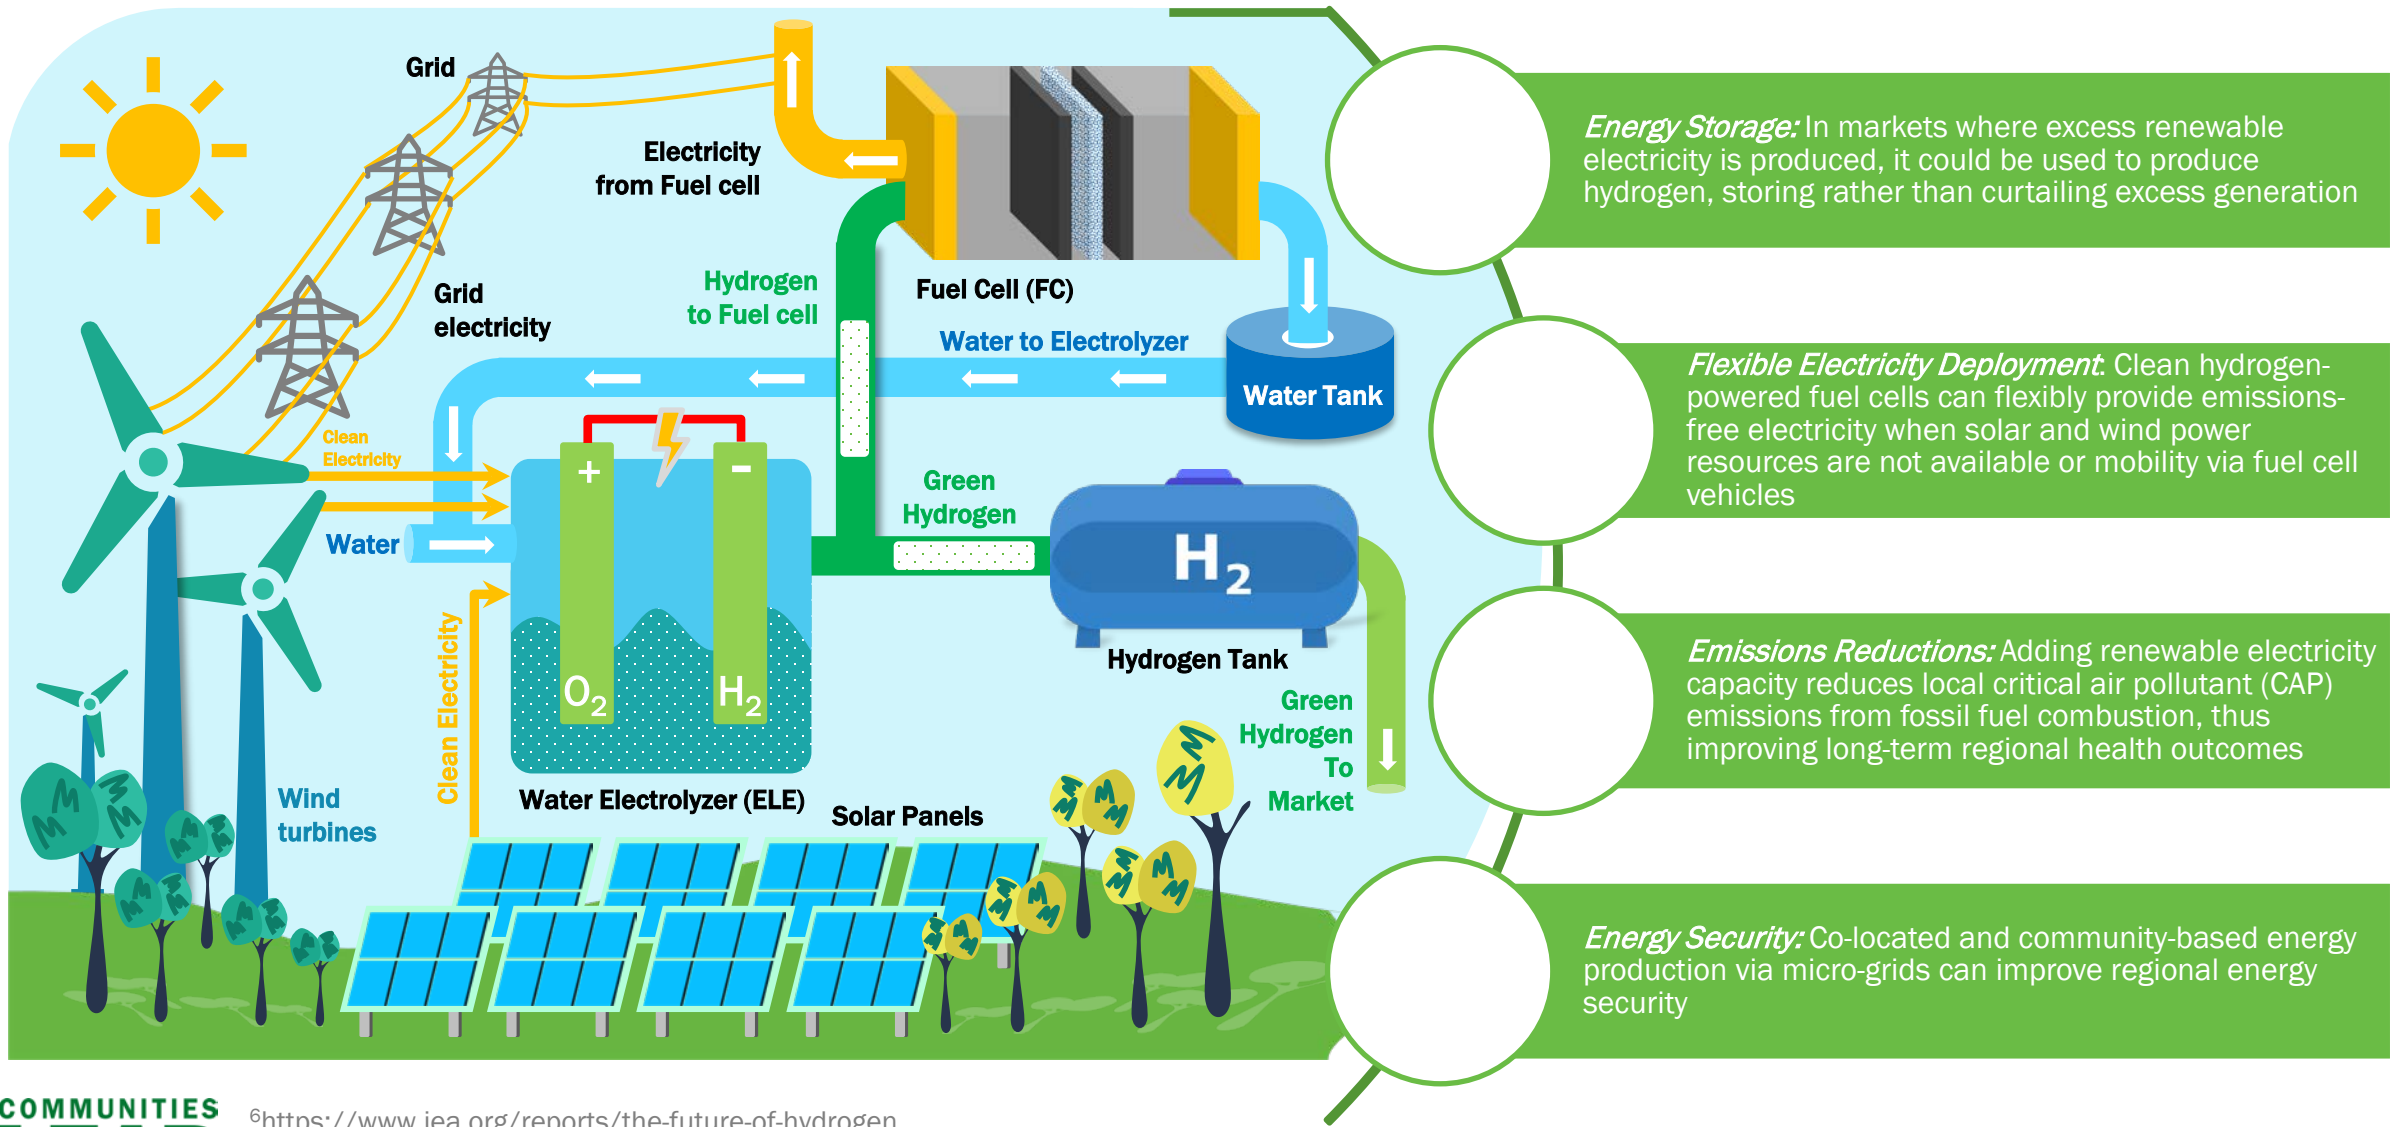 Grid
Electricity
from Fuel cell
Hydrogen
to Fuel cell
Fuel Cell (FC)
Grid
electricity
Water to Electrolyzer
Water Tank
Clean
Electricity
+
-
Green
Hydrogen
Water
H2
Clean Electricity
O2
H2
Hydrogen Tank
Green
Hydrogen
To
Market
Wind
turbines
Water Electrolyzer (ELE)
Solar Panels
Energy Storage: In markets where excess renewable
electricity is produced, it could be used to produce
hydrogen, storing rather than curtailing excess generation
Flexible Electricity Deployment: Clean hydrogen-
powered fuel cells can flexibly provide emissions-
free electricity when solar and wind power
resources are not available or mobility via fuel cell
vehicles
Emissions Reductions: Adding renewable electricity
capacity reduces local critical air pollutant (CAP)
emissions from fossil fuel combustion, thus
improving long-term regional health outcomes
Energy Security: Co-located and community-based energy
production via micro-grids can improve regional energy
security
COMMUNITIES
6https://www.iea.org/reports/the-future-of-hydrogen